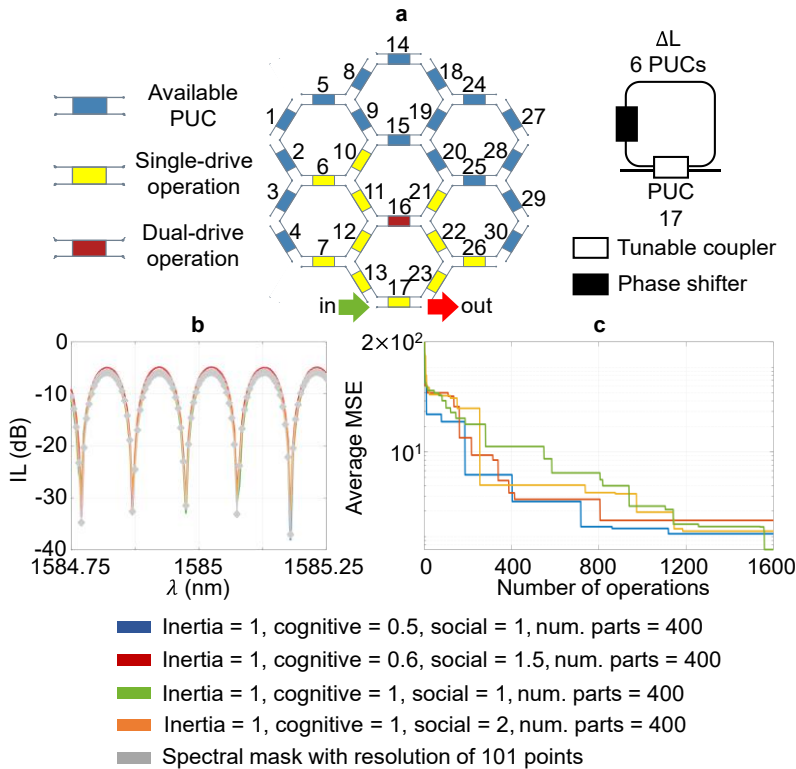 a
Available
PUC
Single-drive
operation
Dual-drive
operation
14
8
18
5
24
1
9
19
27
15
2
10
20
28
6
25
3
11
21
29
16
4
12
22
30
7
26
13
17
23
in
out
ΔL
6 PUCs
PUC
17
Tunable coupler
Phase shifter
b
0
-10
-20
-30
-40
IL (dB)
1584.75
1585
1585.25
λ (nm)
c
2×10²
10¹
Average MSE
0
400
800
1200
1600
Number of operations
Inertia = 1, cognitive = 0.5, social = 1, num. parts = 400
Inertia = 1, cognitive = 0.6, social = 1.5, num. parts = 400
Inertia = 1, cognitive = 1, social = 1, num. parts = 400
Inertia = 1, cognitive = 1, social = 2, num. parts = 400
Spectral mask with resolution of 101 points